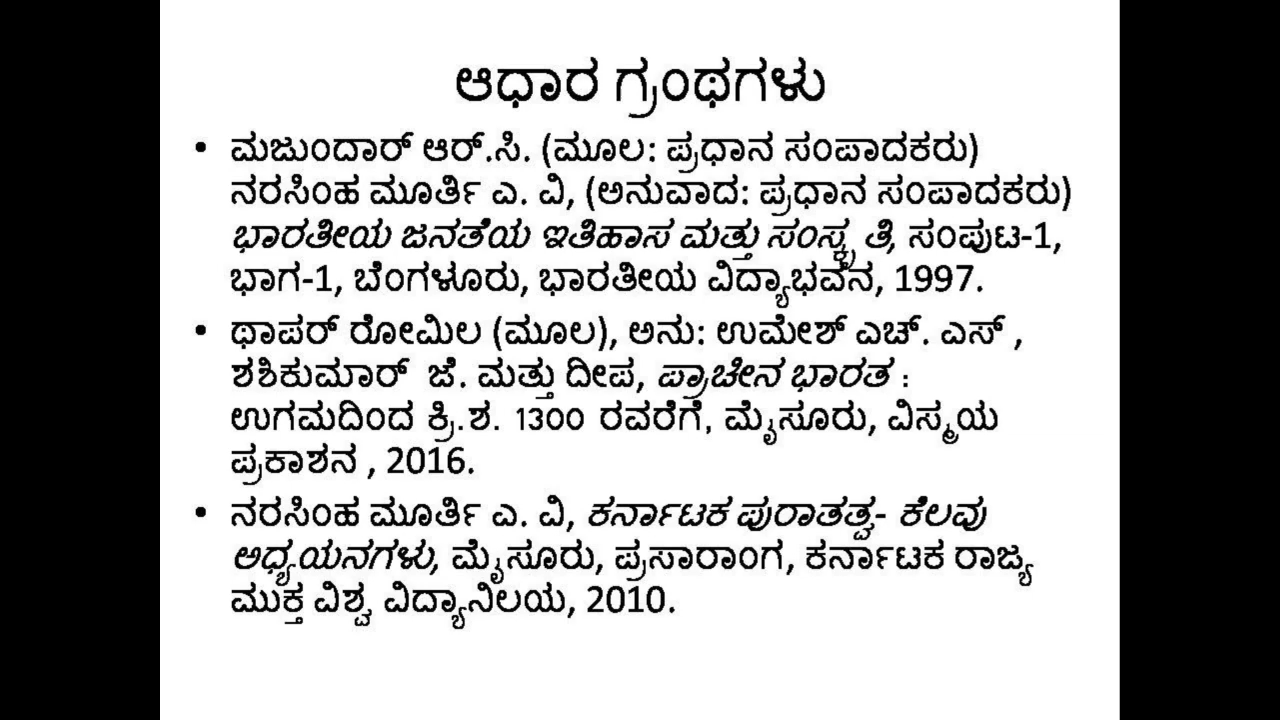 ಆಧಾರ ಗ್ರಂಥಗಳು
• ಮಜುಂದಾರ್ ಆರ್.ಸಿ. (ಮೂಲ: ಪ್ರಧಾನ ಸಂಪಾದಕರು)
ನರಸಿಂಹ ಮೂರ್ತಿ ಎ. ವಿ, (ಅನುವಾದ: ಪ್ರಧಾನ ಸಂಪಾದಕರು)
ಭಾರತೀಯ ಜನತೆಯ ಇತಿಹಾಸ ಮತ್ತು ಸಂಸ್ಕೃತಿ, ಸಂಪುಟ-1,
ಭಾಗ-1, ಬೆಂಗಳೂರು, ಭಾರತೀಯ ವಿದ್ಯಾಭವನ, 1997.
• ಥಾಪರ್ ರೋಮಿಲ (ಮೂಲ), ಅನು: ಉಮೇಶ್ ಎಚ್. ಎಸ್ ,
ಶಶಿಕುಮಾರ್ ಜೆ. ಮತ್ತು ದೀಪ, ಪ್ರಾಚೀನ ಭಾರತ :
ಉಗಮದಿಂದ ಕ್ರಿ.ಶ. 1300 ರವರೆಗೆ, ಮೈಸೂರು, ವಿಸ್ಮಯ
ಪ್ರಕಾಶನ , 2016.
• ನರಸಿಂಹ ಮೂರ್ತಿ ಎ. ವಿ, ಕರ್ನಾಟಕ ಪುರಾತತ್ವ- ಕೆಲವು
ಅಧ್ಯಯನಗಳು, ಮೈಸೂರು, ಪ್ರಸಾರಾಂಗ, ಕರ್ನಾಟಕ ರಾಜ್ಯ
ಮುಕ್ತ ವಿಶ್ವ ವಿದ್ಯಾನಿಲಯ, 2010.